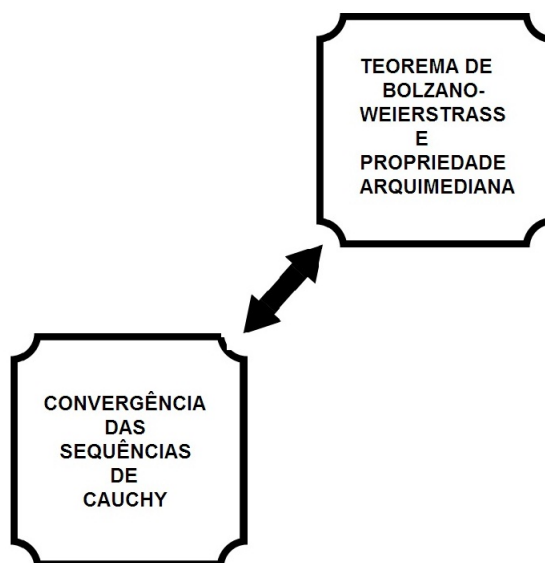 TEOREMA DE
BOLZANO-
WEIERSTRASS
E
PROPRIEDADE
ARQUIMEDIANA
CONVERGÊNCIA
DAS
SEQUÊNCIAS
DE
CAUCHY